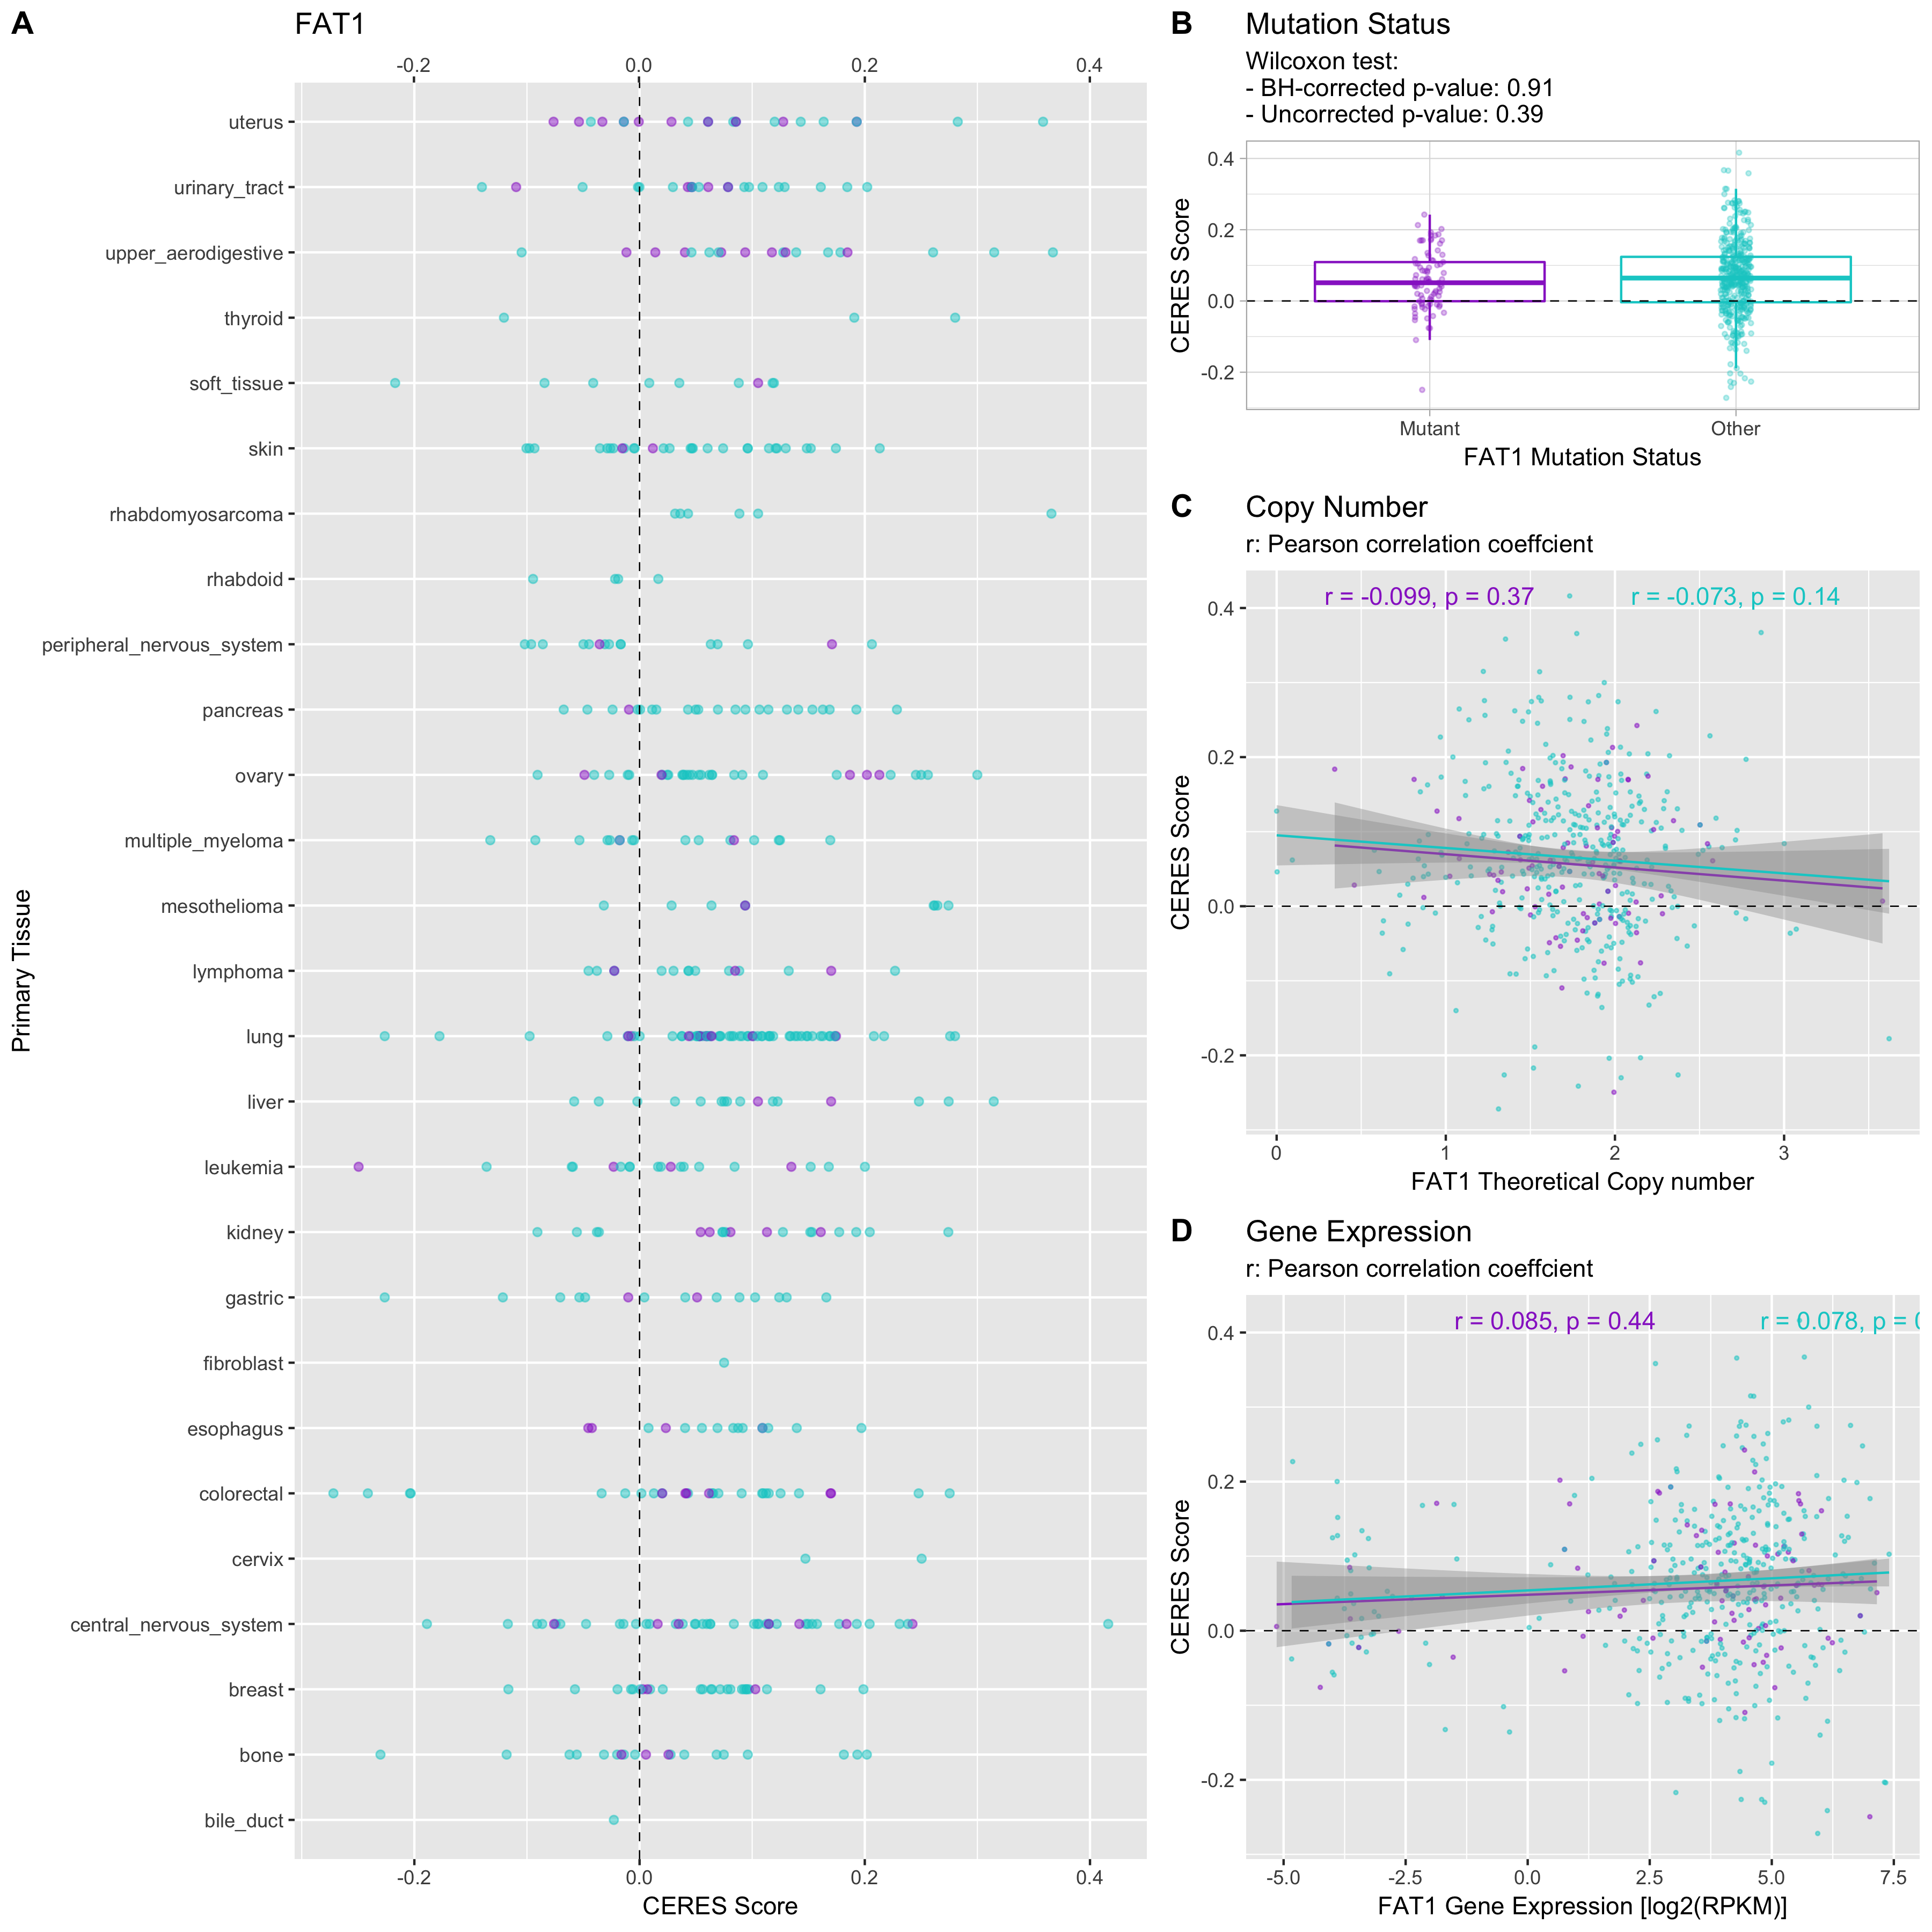 A
FAT1
-0.2 0.0 0.2 0.4
uterus
urinary_tract
upper_aerodigestive
thyroid
soft_tissue
skin
rhabdomyosarcoma
rhabdoid
peripheral_nervous_system
pancreas
ovary
multiple_myeloma
mesothelioma
lymphoma
lung
liver
leukemia
kidney
gastric
fibroblast
esophagus
colorectal
cervix
central_nervous_system
breast
bone
bile_duct
Primary Tissue
-0.2 0.0 0.2 0.4
CERES Score
B
Mutation Status
Wilcoxon test:
- BH-corrected p-value: 0.91
- Uncorrected p-value: 0.39
0.4
0.2
0.0
-0.2
CERES Score
Mutant Other
FAT1 Mutation Status
C
Copy Number
r: Pearson correlation coeffcient
r = -0.099, p = 0.37 r = -0.073, p = 0.14
0.4
0.2
0.0
-0.2
CERES Score
0 1 2 3
FAT1 Theoretical Copy number
D
Gene Expression
r: Pearson correlation coeffcient
r = 0.085, p = 0.44 r = 0.078, p =
0.4
0.2
0.0
-0.2
CERES Score
-5.0 -2.5 0.0 2.5 5.0 7.5
FAT1 Gene Expression [log2(RPKM)]